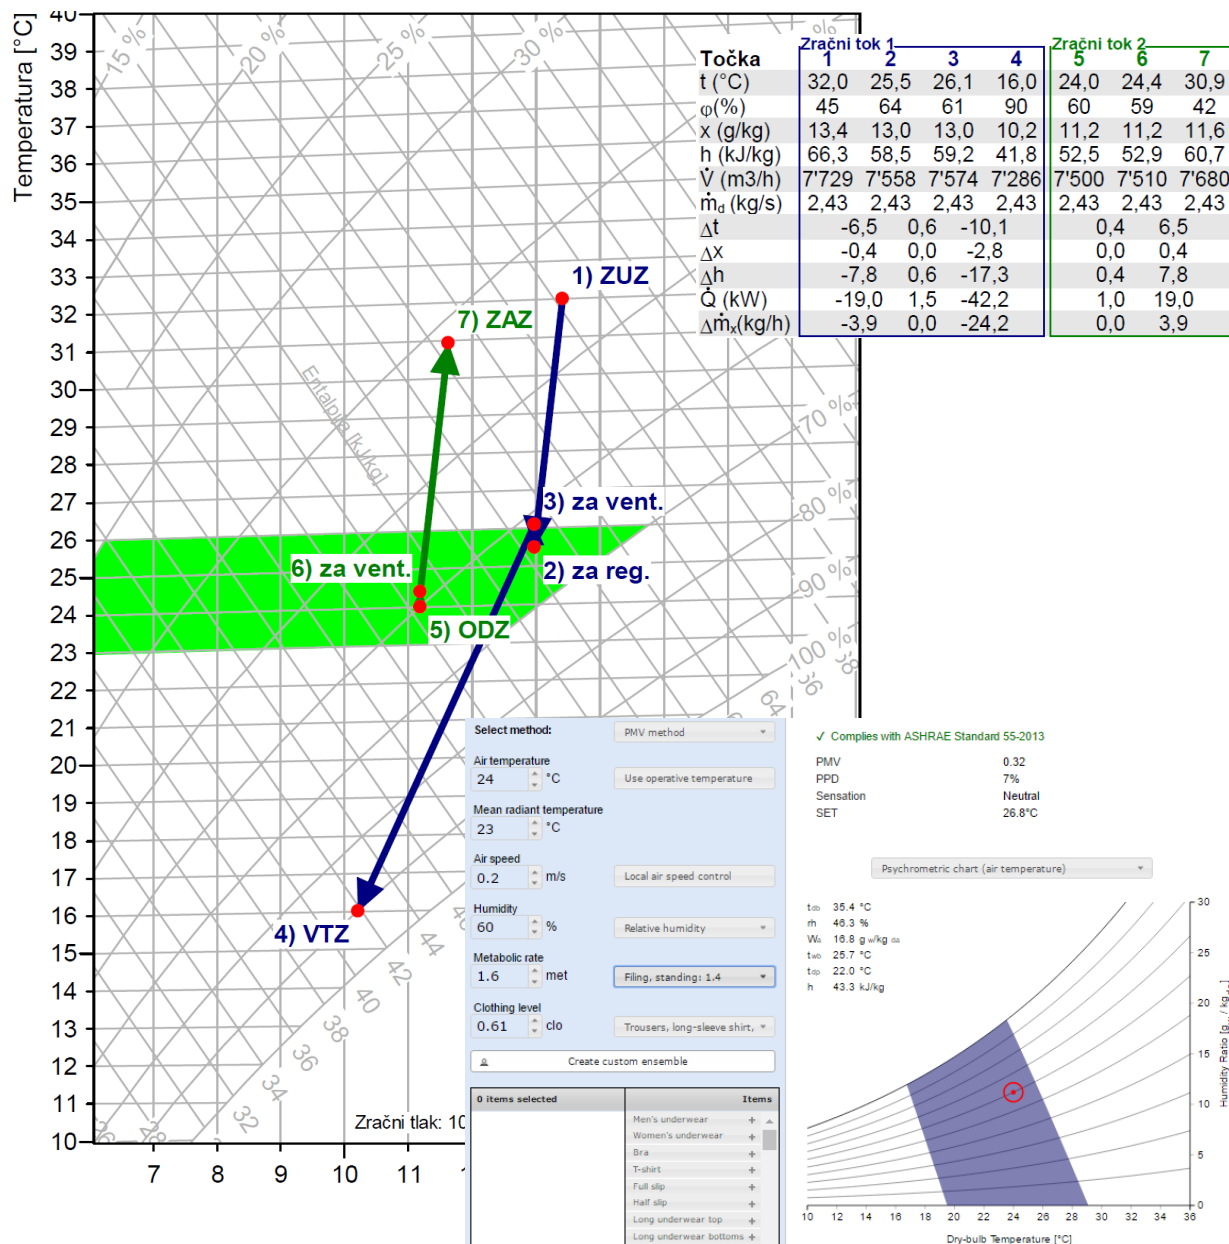 Temperatura [°C]
40
39
38
37
36
35
34
33
32
31
30
29
28
27
26
25
24
23
22
21
20
19
18
17
16
15
14
13
12
11
10
7
8
9
10
11
15 %
20 %
25 %
30 %
70 %
80 %
90 %
100 %
Entalpija [kJ/kg]
1) ZUZ
7) ZAZ
3) za vent.
2) za reg.
6) za vent.
5) ODZ
4) VTZ
64
66
68
44
42
40
38
36
34
32
28
26
Zračni tlak: 10
Zračni tok 1 Zračni tok 2
Točka 1 2 3 4 5 6 7
t (°C) 32,0 25,5 26,1 16,0 24,0 24,4 30,9
φ(%) 45 64 61 90 60 59 42
x (g/kg) 13,4 13,0 13,0 10,2 11,2 11,2 11,6
h (kJ/kg) 66,3 58,5 59,2 41,8 52,5 52,9 60,7
V̇ (m3/h) 7'729 7'558 7'574 7'286 7'500 7'510 7'680
ṁd (kg/s) 2,43 2,43 2,43 2,43 2,43 2,43 2,43
Δt -6,5 0,6 -10,1 0,4 6,5
Δx -0,4 0,0 -2,8 0,0 0,4
Δh -7,8 0,6 -17,3 0,4 7,8
Q̇ (kW) -19,0 1,5 -42,2 1,0 19,0
Δṁx(kg/h) -3,9 0,0 -24,2 0,0 3,9
Select method: PMV method
Air temperature
24 °C Use operative temperature
Mean radiant temperature
23 °C
Air speed
0.2 m/s Local air speed control
Humidity
60 % Relative humidity
Metabolic rate
1.6 met Filing, standing: 1.4
Clothing level
0.61 clo Trousers, long-sleeve shirt,
Create custom ensemble
0 items selected Items
Men's underwear +
Women's underwear +
Bra +
T-shirt +
Full slip +
Half slip +
Long underwear top +
Long underwear bottoms +
✓ Complies with ASHRAE Standard 55-2013
PMV 0.32
PPD 7%
Sensation Neutral
SET 26.8°C
Psychrometric chart (air temperature)
tdb 35.4 °C
rh 46.3 %
Wa 16.8 g w/kg da
twb 25.7 °C
tdp 22.0 °C
h 43.3 kJ/kg
30
25
20
15
10
5
0
Humidity Ratio [gw / kgda]
10 12 14 16 18 20 22 24 26 28 30 32 34 36
Dry-bulb Temperature [°C]